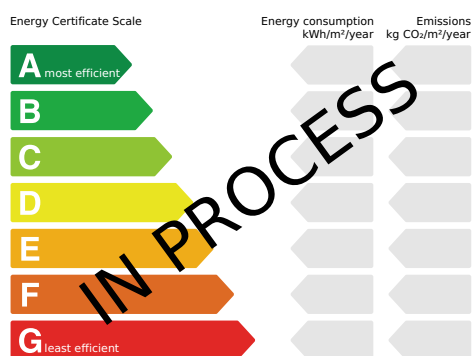 Energy Certificate Scale
Energy consumption
kWh/m²/year
Emissions
kg CO₂/m²/year
A most efficient
B
C
D
E
F
G least efficient
IN PROCESS